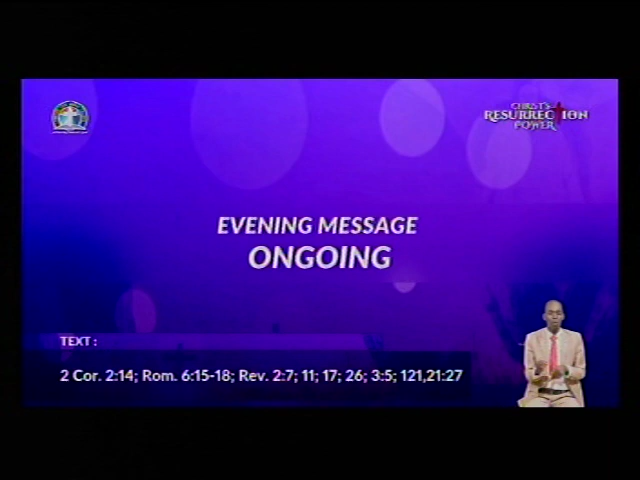 CHRIST'S
RESURRECTION
POWER
EVENING MESSAGE
ONGOING
TEXT :
2 Cor. 2:14; Rom. 6:15-18; Rev. 2:7; 11; 17; 26; 3:5; 121,21:27